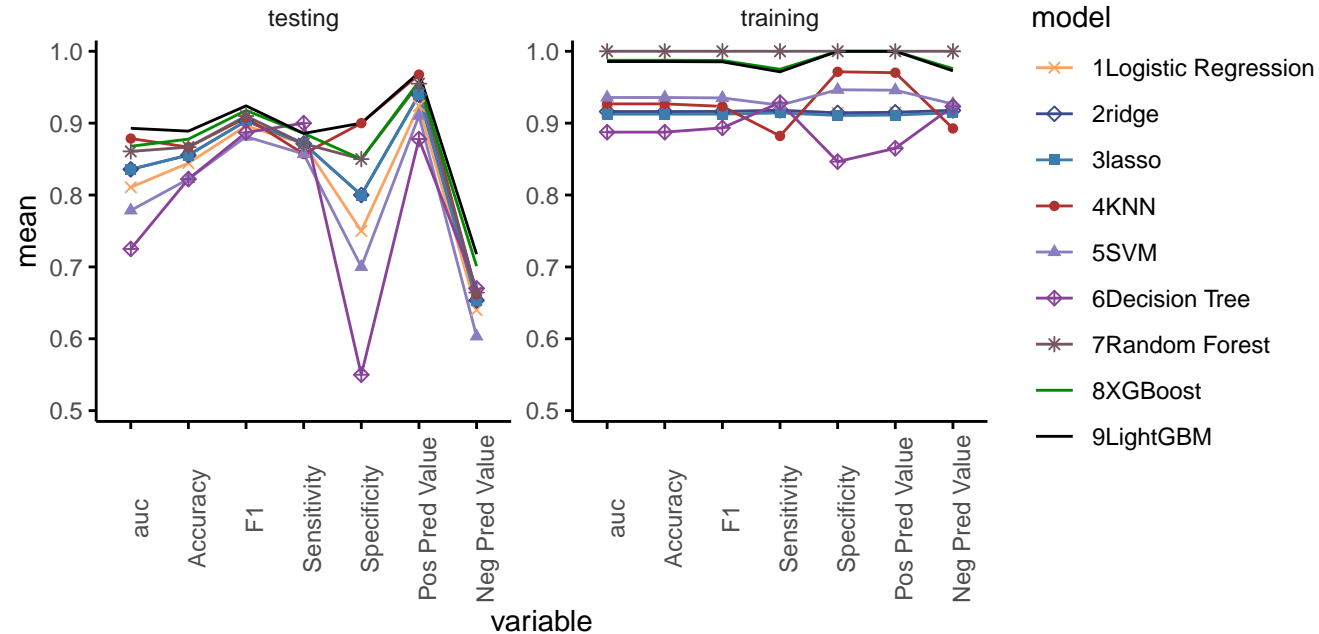 testing
training
mean
1.0
0.9
0.8
0.7
0.6
0.5
1.0
0.9
0.8
0.7
0.6
0.5
auc
Accuracy
F1
Sensitivity
Specificity
Pos Pred Value
Neg Pred Value
auc
Accuracy
F1
Sensitivity
Specificity
Pos Pred Value
Neg Pred Value
variable
model
1Logistic Regression
2ridge
3lasso
4KNN
5SVM
6Decision Tree
7Random Forest
8XGBoost
9LightGBM